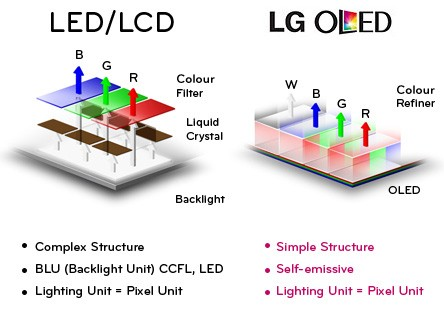 LED/LCD
B
G
R
Colour
Filter
Liquid
Crystal
Backlight
• Complex Structure
• BLU (Backlight Unit) CCFL, LED
• Lighting Unit = Pixel Unit
LG OLED
W
B
G
R
Colour
Refiner
OLED
• Simple Structure
• Self-emissive
• Lighting Unit = Pixel Unit